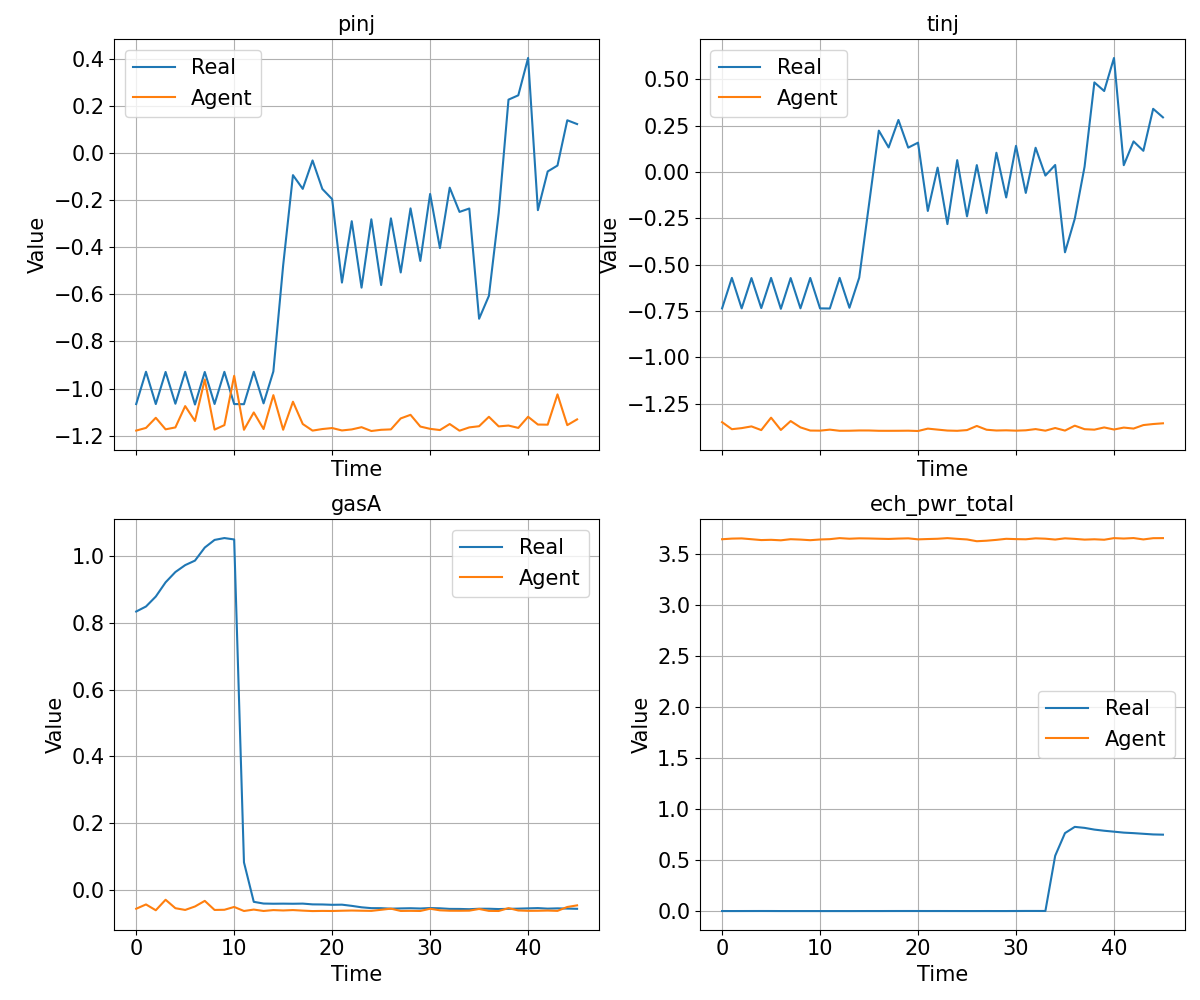 pinj
Real
Agent
0.4
0.2
0.0
−0.2
−0.4
−0.6
−0.8
−1.0
−1.2
Value
Time
tinj
Real
Agent
0.50
0.25
0.00
−0.25
−0.50
−0.75
−1.00
−1.25
Value
Time
gasA
Real
Agent
1.0
0.8
0.6
0.4
0.2
0.0
Value
0 10 20 30 40
Time
ech_pwr_total
Real
Agent
3.5
3.0
2.5
2.0
1.5
1.0
0.5
0.0
Value
0 10 20 30 40
Time